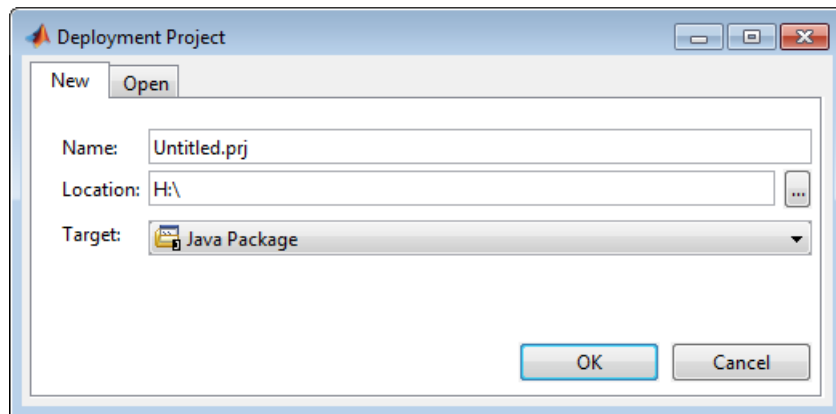 Deployment Project
New Open
Name: Untitled.prj
Location: H:\ ...
Target: Java Package
OK Cancel